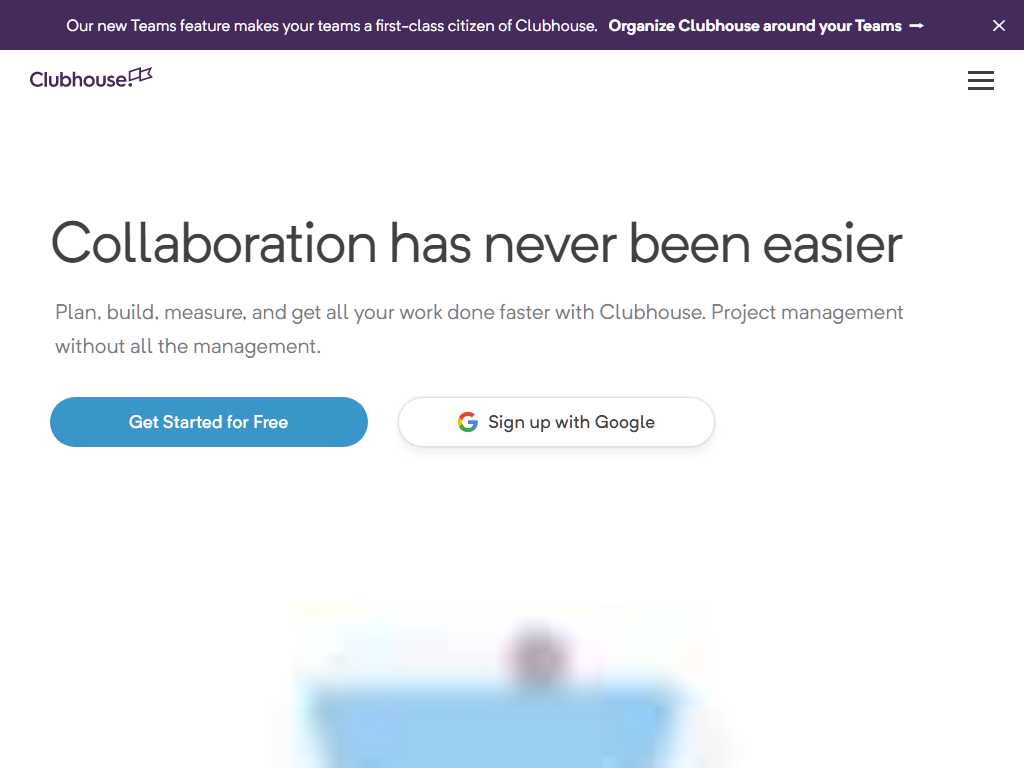 Our new Teams feature makes your teams a first-class citizen of Clubhouse. Organize Clubhouse around your Teams →
Clubhouse
Collaboration has never been easier
Plan, build, measure, and get all your work done faster with Clubhouse. Project management
without all the management.
Get Started for Free
Sign up with Google